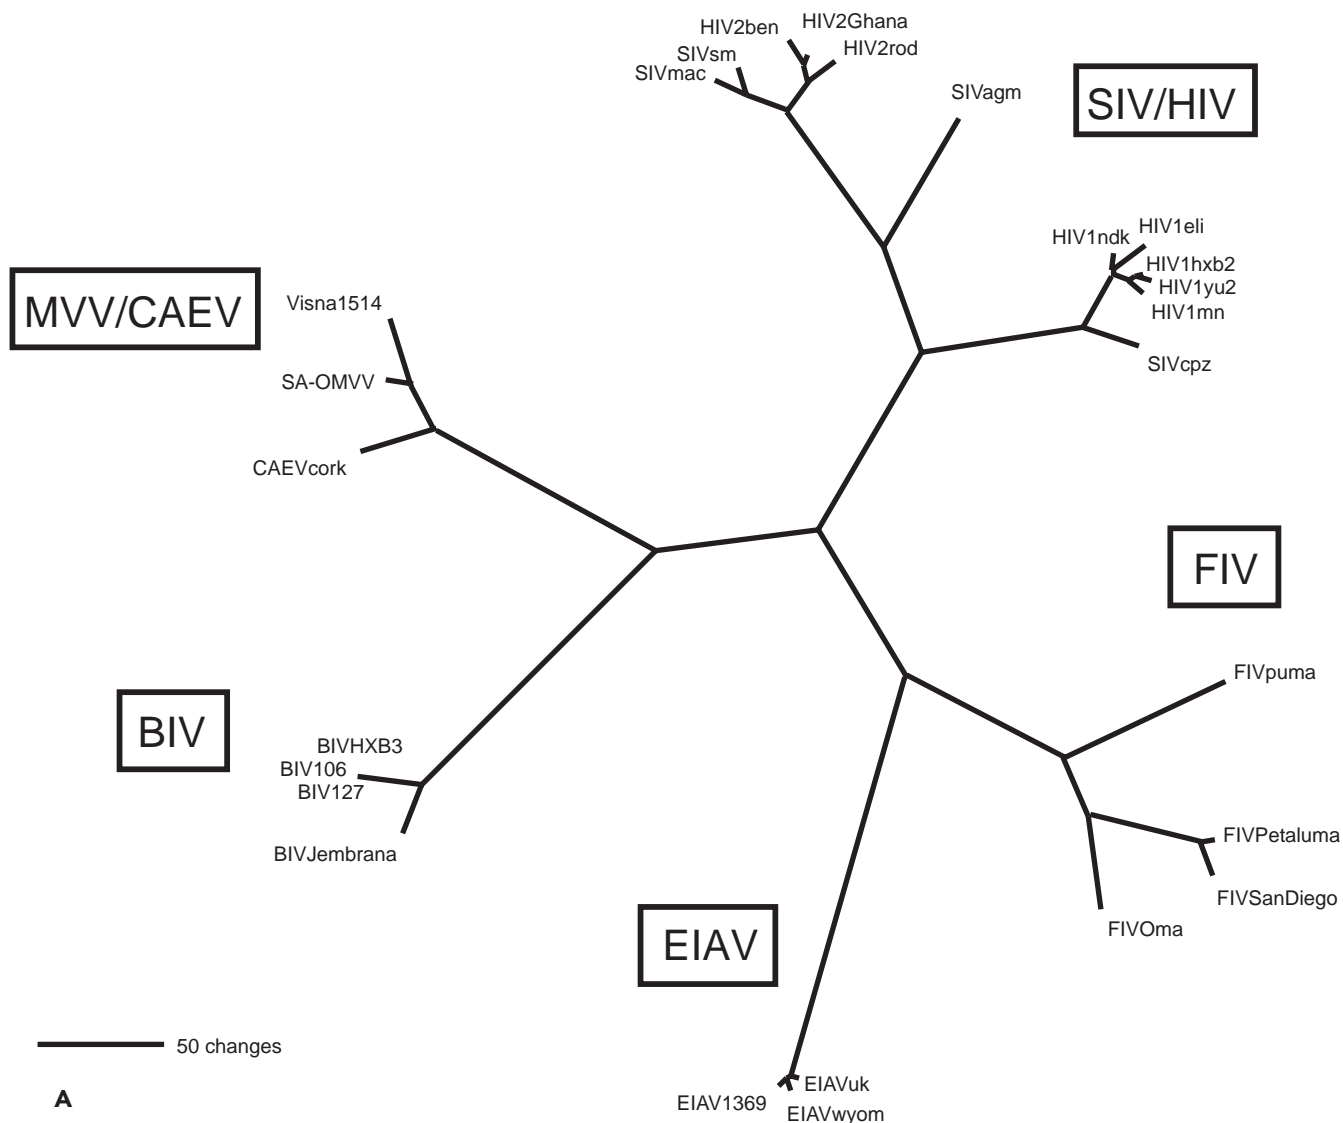 HIV2ben
HIV2Ghana
HIV2rod
SIVsm
SIVmac
SIVagm
SIV/HIV
HIV1ndk
HIV1eli
HIV1hxb2
HIV1yu2
HIV1mn
SIVcpz
MVV/CAEV
Visna1514
SA-OMVV
CAEVcork
FIV
FIVpuma
FIVPetaluma
FIVSanDiego
FIVOma
BIV
BIVHXB3
BIV106
BIV127
BIVJembrana
EIAV
EIAVuk
EIAV1369
EIAVwyom
50 changes
A